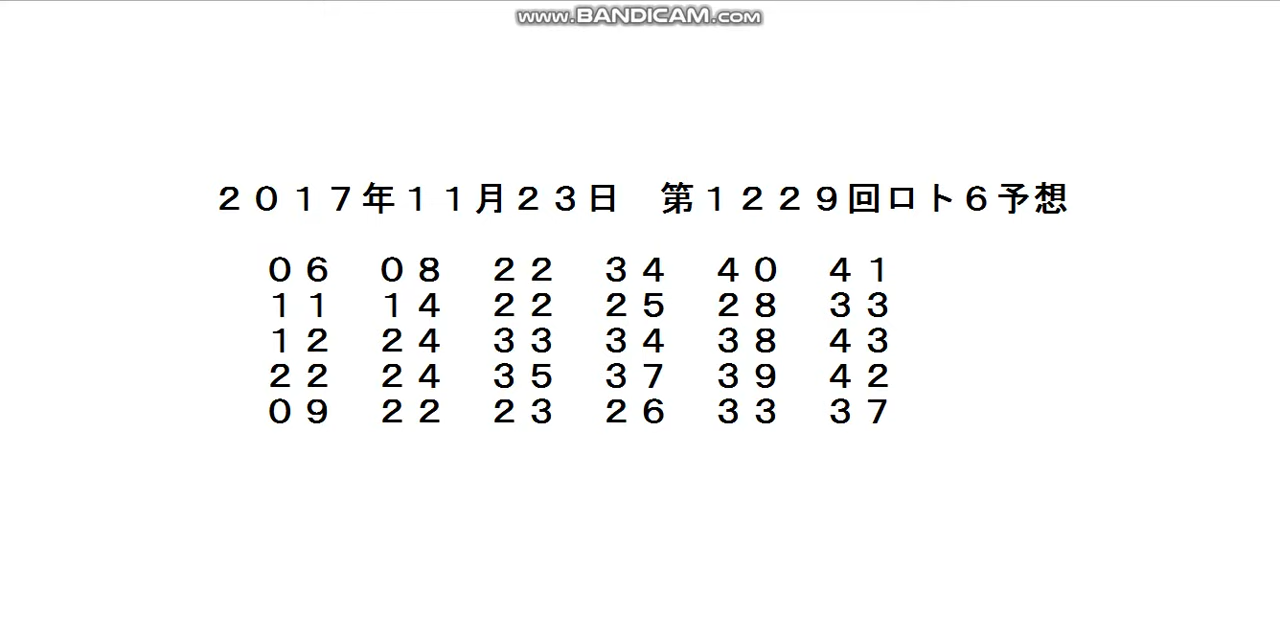 www.BANDICAM.com
２０１７年１１月２３日　第１２２９回ロト６予想
０６　０８　２２　３４　４０　４１
１１　１４　２２　２５　２８　３３
１２　２４　３３　３４　３８　４３
２２　２４　３５　３７　３９　４２
０９　２２　２３　２６　３３　３７